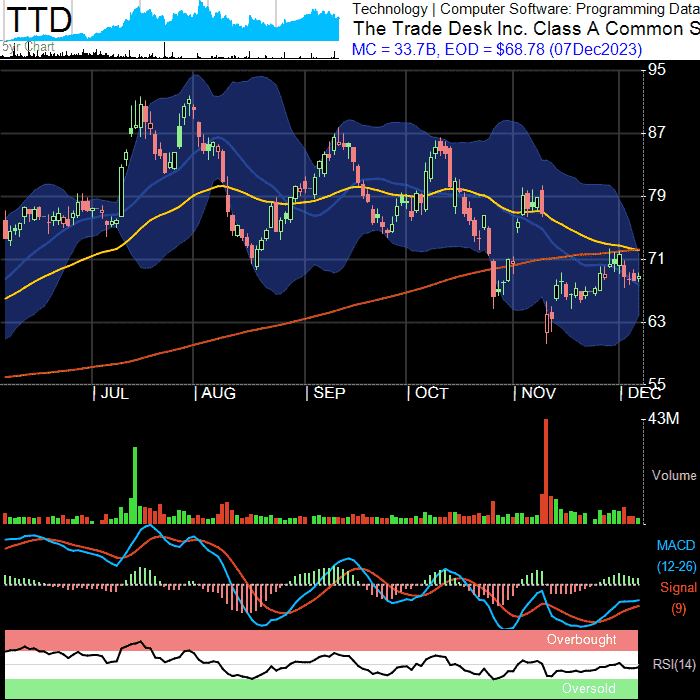 TTD
Technology | Computer Software: Programming Data
The Trade Desk Inc. Class A Common S
MC = 33.7B, EOD = $68.78 (07Dec2023)
5yr Chart
95
87
79
71
63
55
JUL AUG SEP OCT NOV DEC
43M
Volume
MACD
(12-26)
Signal
(9)
Overbought
RSI(14)
Oversold